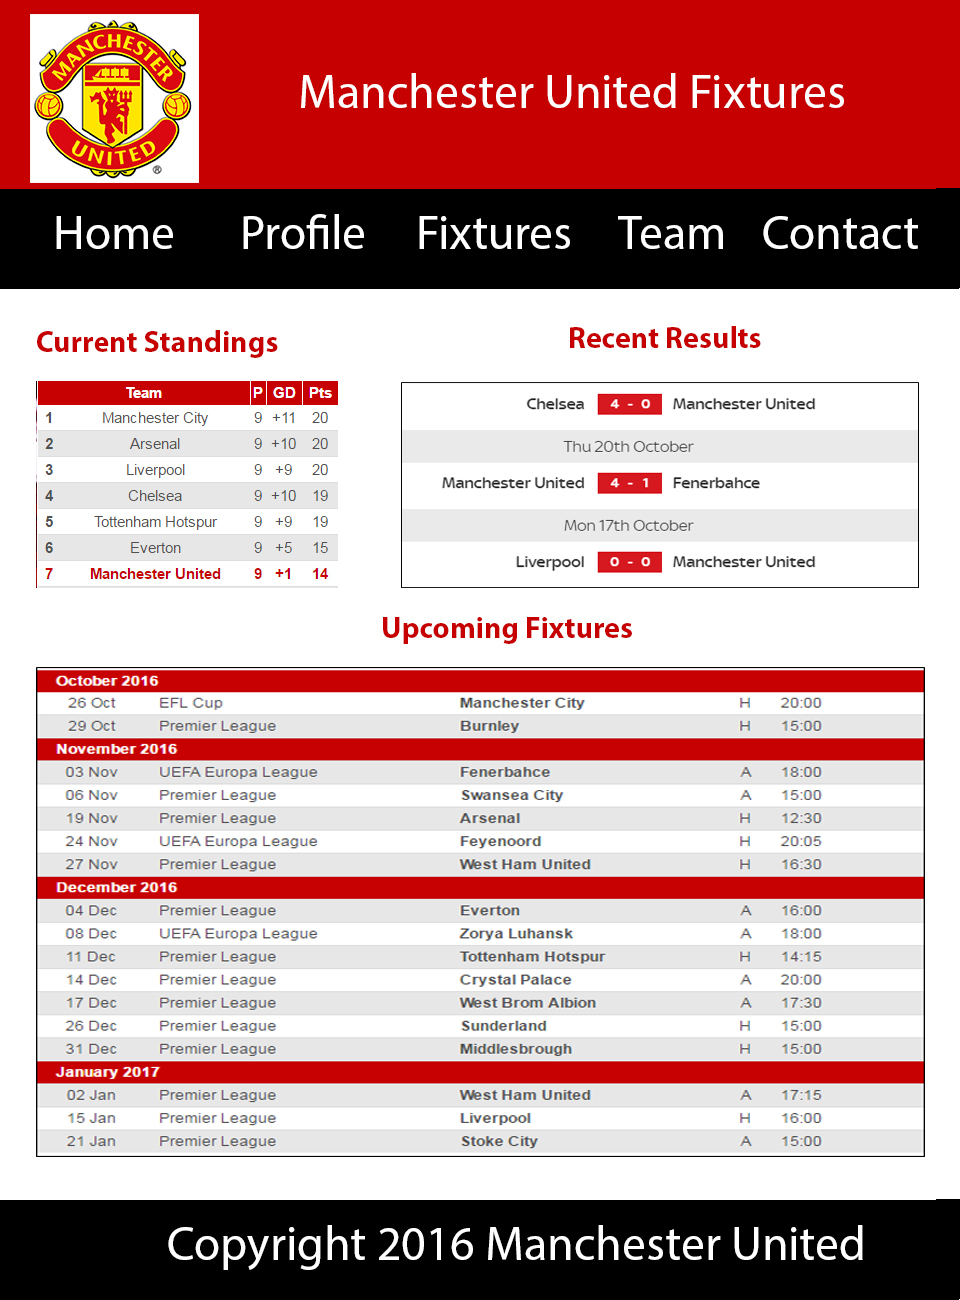 MANCHESTER
UNITED
®
Manchester United Fixtures
Home Profile Fixtures Team Contact
Current Standings
Team P GD Pts
1 Manchester City 9 +11 20
2 Arsenal 9 +10 20
3 Liverpool 9 +9 20
4 Chelsea 9 +10 19
5 Tottenham Hotspur 9 +9 19
6 Everton 9 +5 15
7 Manchester United 9 +1 14
Recent Results
Chelsea 4 - 0 Manchester United
Thu 20th October
Manchester United 4 - 1 Fenerbahce
Mon 17th October
Liverpool 0 - 0 Manchester United
Upcoming Fixtures
October 2016
26 Oct EFL Cup Manchester City H 20:00
29 Oct Premier League Burnley H 15:00
November 2016
03 Nov UEFA Europa League Fenerbahce A 18:00
06 Nov Premier League Swansea City A 15:00
19 Nov Premier League Arsenal H 12:30
24 Nov UEFA Europa League Feyenoord H 20:05
27 Nov Premier League West Ham United H 16:30
December 2016
04 Dec Premier League Everton A 16:00
08 Dec UEFA Europa League Zorya Luhansk A 18:00
11 Dec Premier League Tottenham Hotspur H 14:15
14 Dec Premier League Crystal Palace A 20:00
17 Dec Premier League West Brom Albion A 17:30
26 Dec Premier League Sunderland H 15:00
31 Dec Premier League Middlesbrough H 15:00
January 2017
02 Jan Premier League West Ham United A 17:15
15 Jan Premier League Liverpool H 16:00
21 Jan Premier League Stoke City A 15:00
Copyright 2016 Manchester United